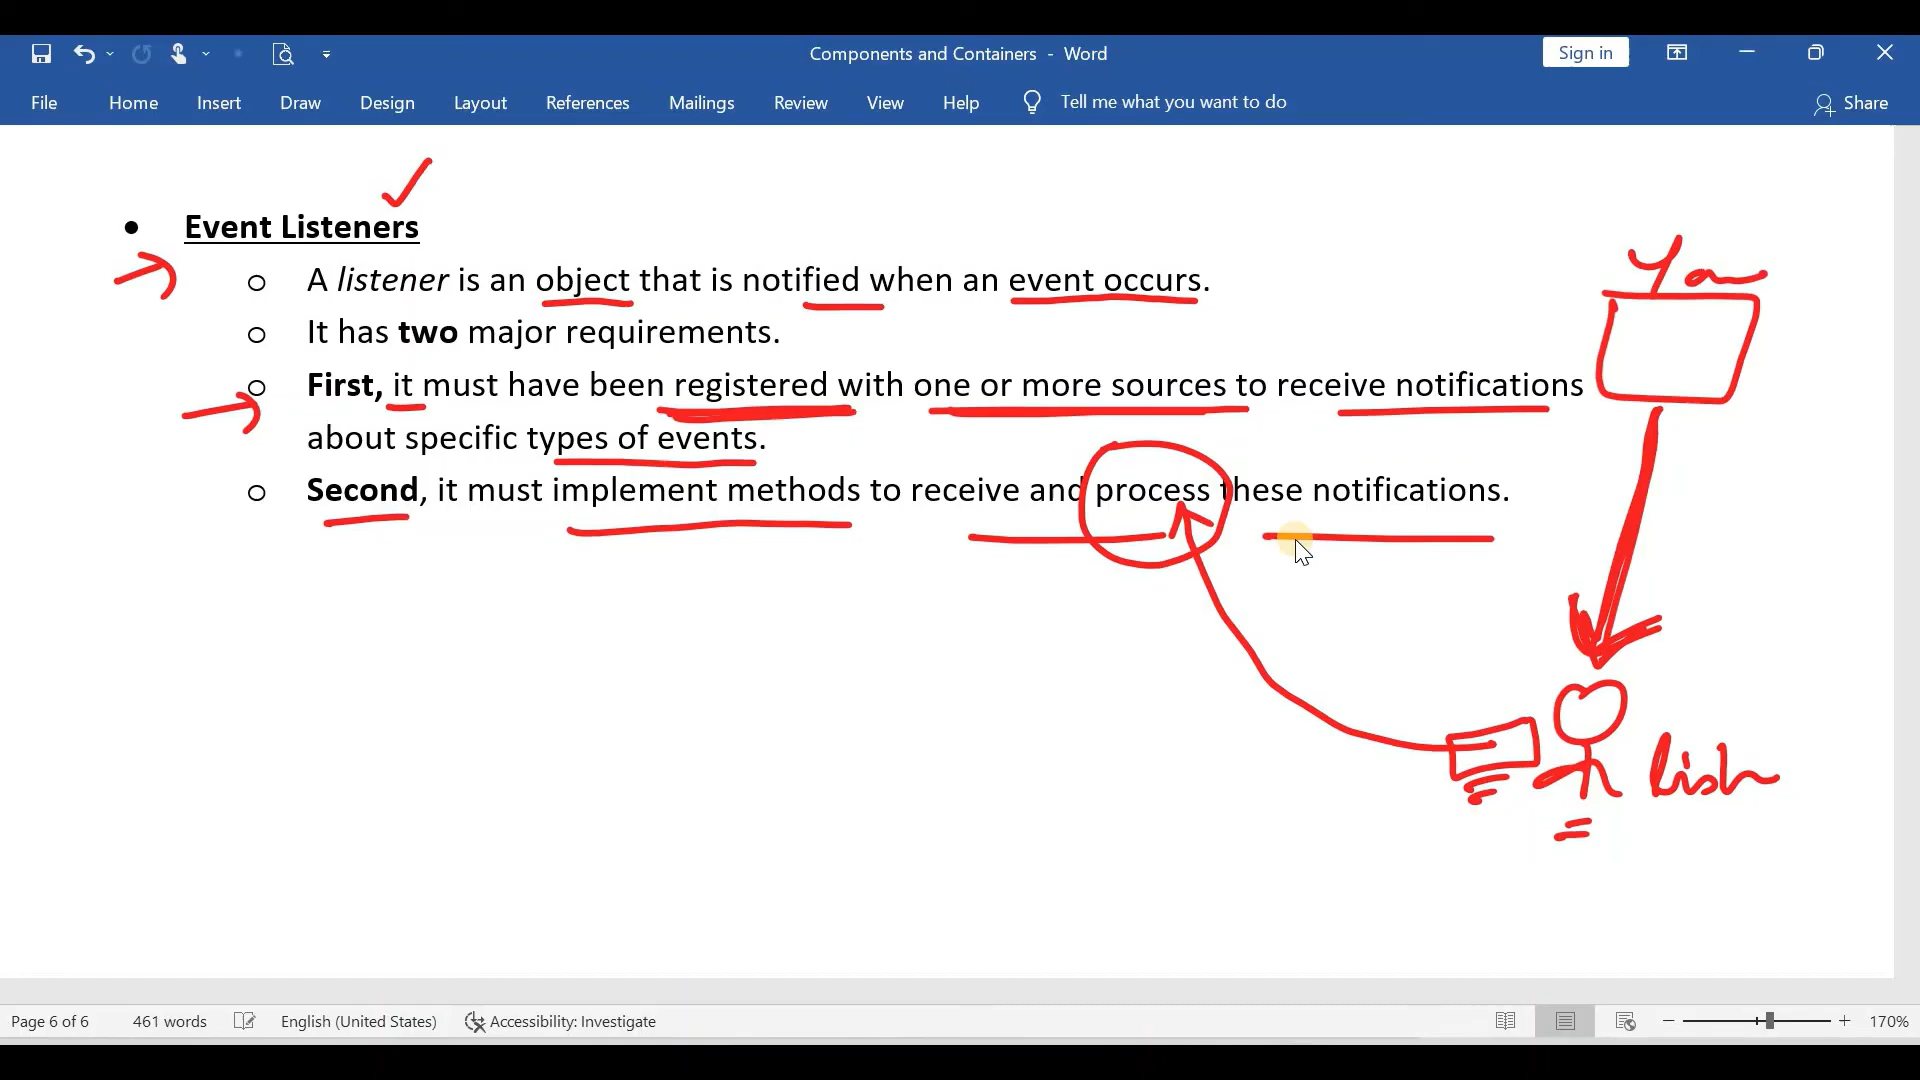 Components and Containers - Word
Sign in
File Home Insert Draw Design Layout References Mailings Review View Help Tell me what you want to do Share
• Event Listeners
o A listener is an object that is notified when an event occurs.
o It has two major requirements.
o First, it must have been registered with one or more sources to receive notifications
about specific types of events.
o Second, it must implement methods to receive and process these notifications.
You
Page 6 of 6 461 words English (United States) Accessibility: Investigate 170%